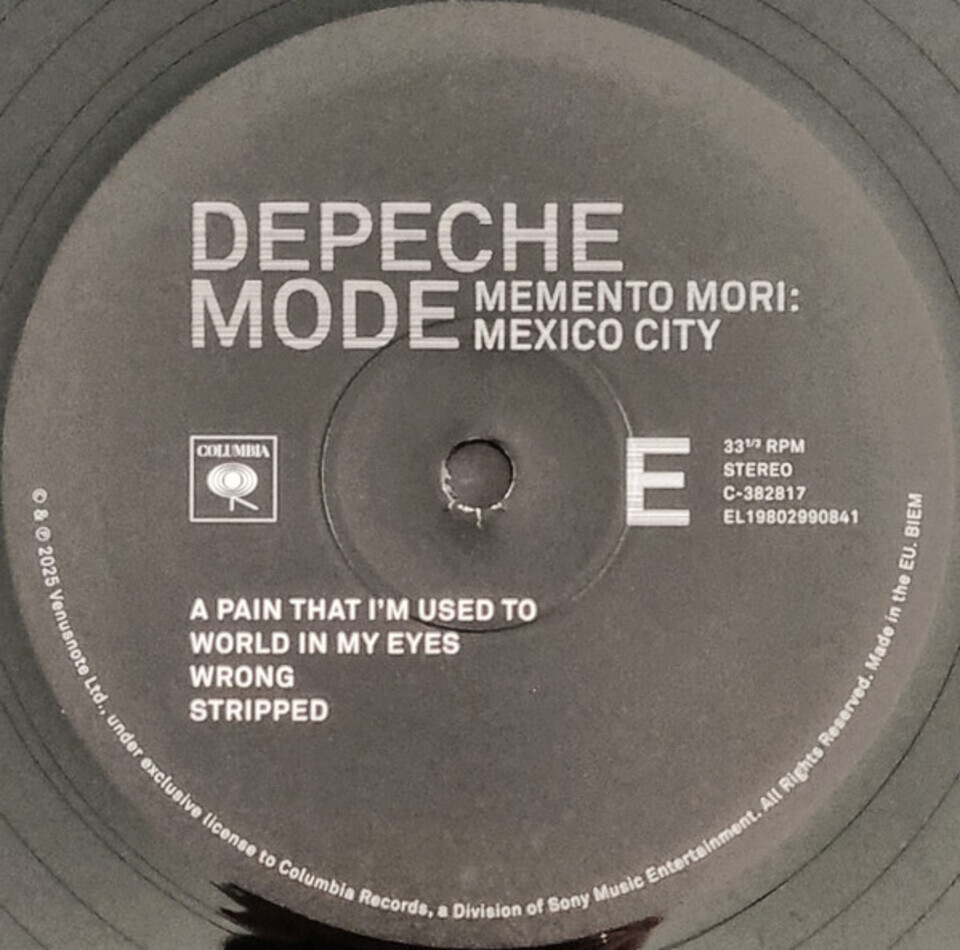 DEPECHE
MODE MEMENTO MORI:
MEXICO CITY
COLUMBIA
E
33¹/³ RPM
STEREO
C-382817
EL19802990841
A PAIN THAT I'M USED TO
WORLD IN MY EYES
WRONG
STRIPPED
© & ℗ 2025 Venusnote Ltd., under exclusive license to Columbia Records, a Division of Sony Music Entertainment. All Rights Reserved. Made in the EU. BIEM